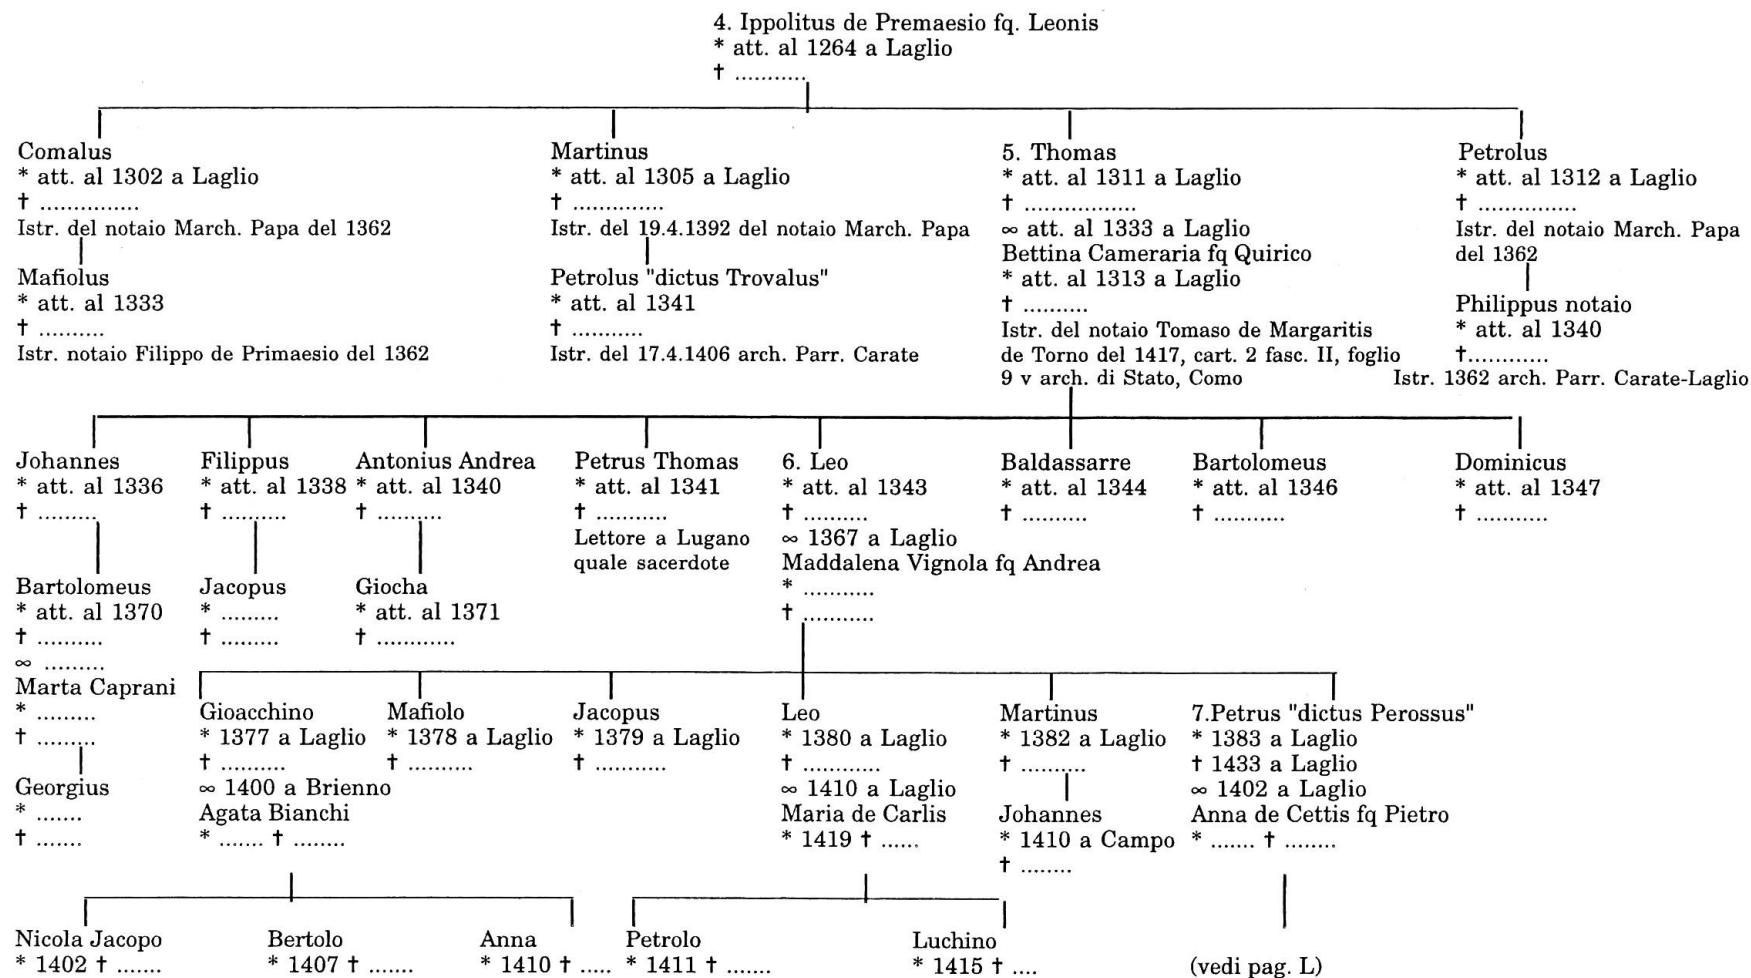 4. Ippolitus de Premaesio fq. Leonis
* att. al 1264 a Laglio
† ...........
Comalus
* att. al 1302 a Laglio
† ...............
Istr. del notaio March. Papa del 1362
Mafiolus
* att. al 1333
† ..........
Istr. notaio Filippo de Primaesio del 1362
Martinus
* att. al 1305 a Laglio
† ..............
Istr. del 19.4.1392 del notaio March. Papa
Petrolus "dictus Trovalus"
* att. al 1341
† ...........
Istr. del 17.4.1406 arch. Parr. Carate
5. Thomas
* att. al 1311 a Laglio
† .................
∞ att. al 1333 a Laglio
Bettina Cameraria fq Quirico
* att. al 1313 a Laglio
† ..........
Istr. del notaio Tomaso de Margaritis
de Torno del 1417, cart. 2 fasc. II, foglio
9 v arch. di Stato, Como
Petrolus
* att. al 1312 a Laglio
† ...............
Istr. del notaio March. Papa
del 1362
Philippus notaio
* att. al 1340
†............
Istr. 1362 arch. Parr. Carate-Laglio
Johannes
* att. al 1336
† .........
Bartolomeus
* att. al 1370
† ..........
∞ .........
Marta Caprani
* .........
† .........
Georgius
* .......
† .......
Filippus
* att. al 1338
† ..........
Jacopus
* .........
† .........
Antonius Andrea
* att. al 1340
† ..........
Giocha
* att. al 1371
† ............
Petrus Thomas
* att. al 1341
† ...........
Lettore a Lugano
quale sacerdote
6. Leo
* att. al 1343
† ..........
∞ 1367 a Laglio
Maddalena Vignola fq Andrea
* ...........
† ...........
Baldassarre
* att. al 1344
† ..........
Bartolomeus
* att. al 1346
† ...........
Dominicus
* att. al 1347
† ..........
Gioacchino
* 1377 a Laglio
† ..........
∞ 1400 a Brienno
Agata Bianchi
* ....... † ........
Mafiolo
* 1378 a Laglio
† ..........
Jacopus
* 1379 a Laglio
† ...........
Leo
* 1380 a Laglio
† ............
∞ 1410 a Laglio
Maria de Carlis
* 1419 † ......
Martinus
* 1382 a Laglio
† ..........
Johannes
* 1410 a Campo
† ........
7.Petrus "dictus Perossus"
* 1383 a Laglio
† 1433 a Laglio
∞ 1402 a Laglio
Anna de Cettis fq Pietro
* ....... † ........
Nicola Jacopo
* 1402 † .......
Bertolo
* 1407 † .......
Anna
* 1410 † .....
Petrolo
* 1411 † .......
Luchino
* 1415 † ....
(vedi pag. L)